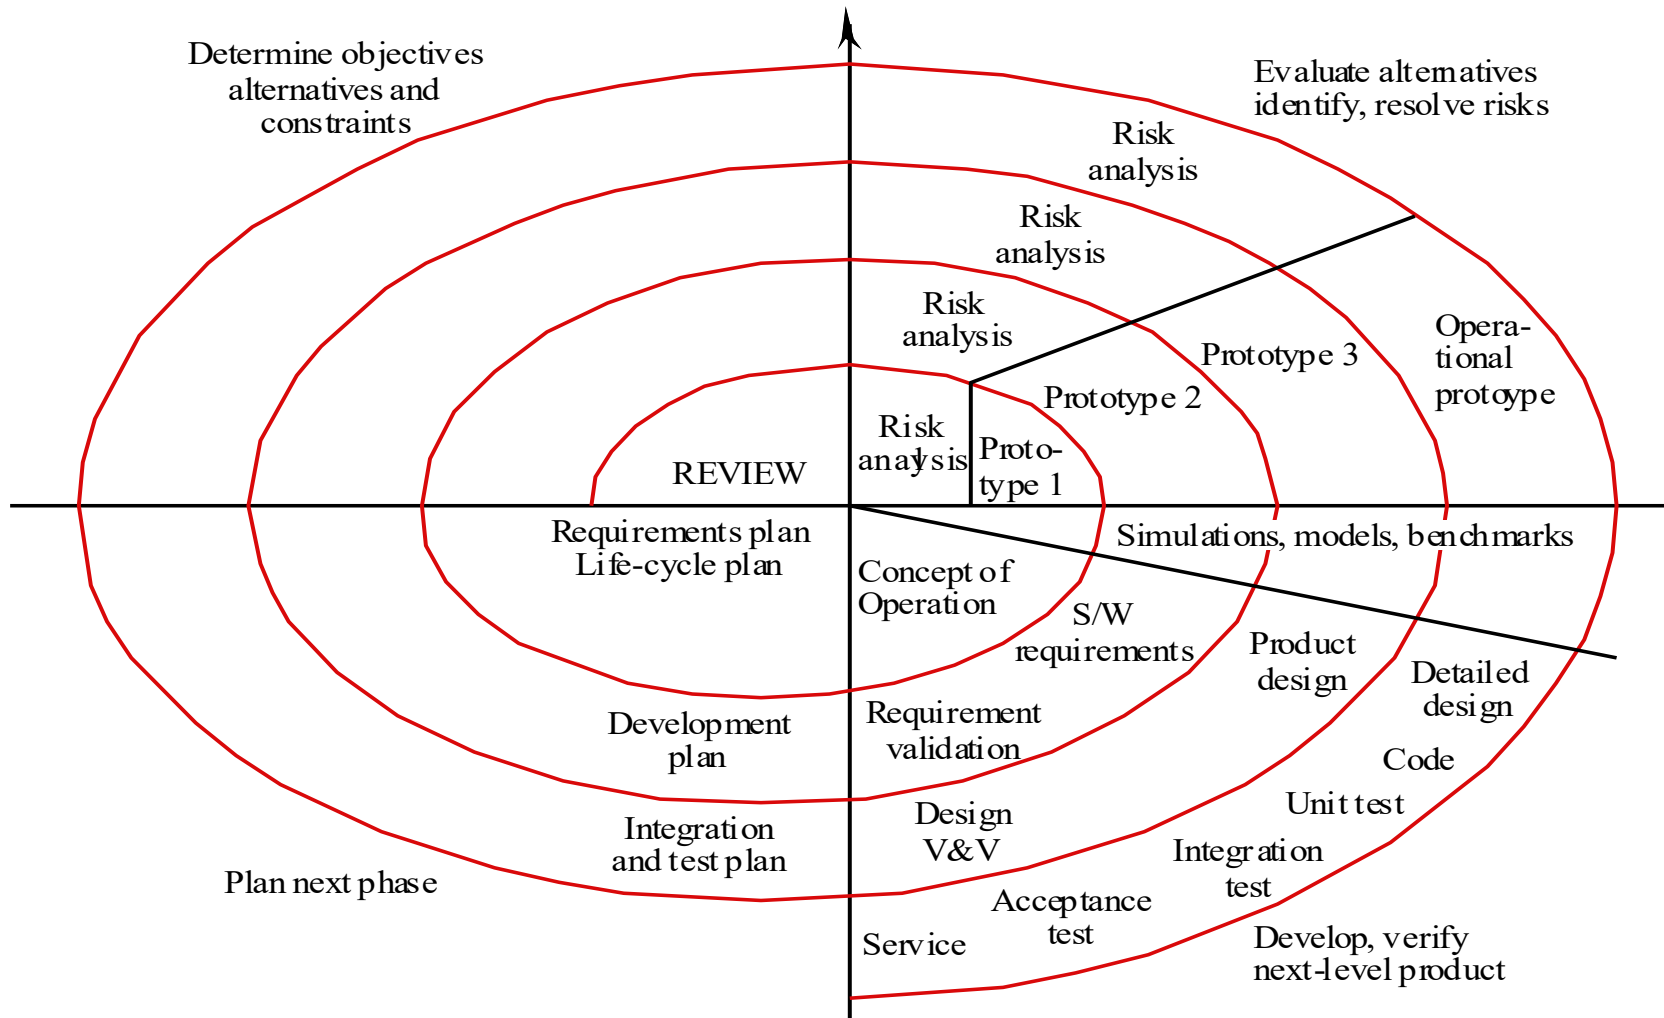 Determine objectives
alternatives and
constraints
Evaluate alternatives
identify, resolve risks
Risk
analysis
Risk
analysis
Risk
analysis
Risk
analysis
Proto-
type 1
Prototype 2
Prototype 3
Opera-
tional
protoype
REVIEW
Requirements plan
Life-cycle plan
Simulations, models, benchmarks
Concept of
Operation
S/W
requirements
Product
design
Detailed
design
Development
plan
Requirement
validation
Code
Unit test
Integration
and test plan
Design
V&V
Integration
test
Plan next phase
Acceptance
test
Service
Develop, verify
next-level product